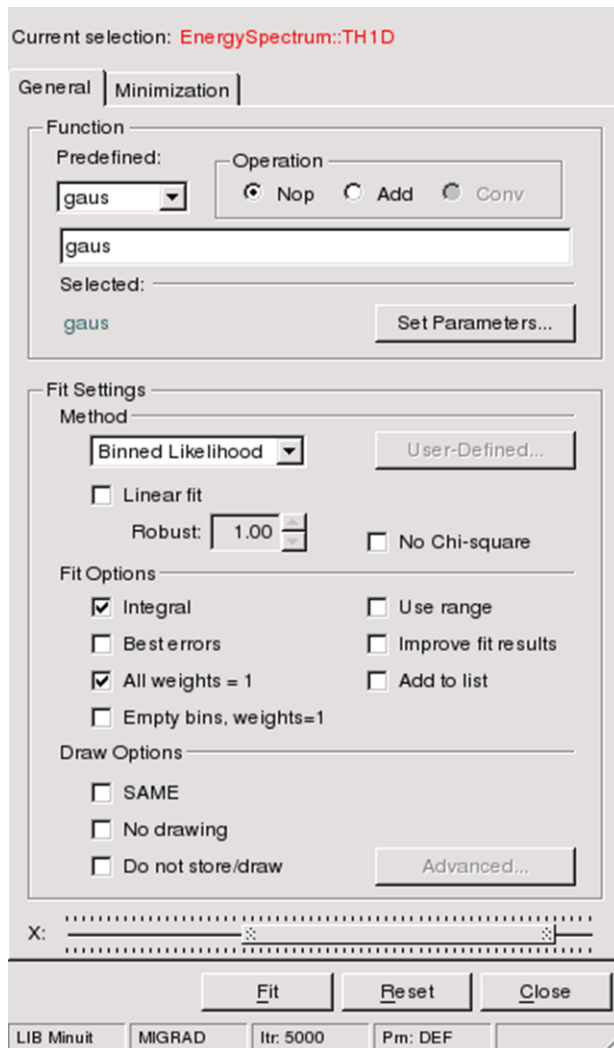 Current selection: EnergySpectrum::TH1D
General Minimization
Function
Predefined: Operation
gaus Nop Add Conv
gaus
Selected:
gaus Set Parameters...
Fit Settings
Method
Binned Likelihood User-Defined...
Linear fit
Robust: 1.00 No Chi-square
Fit Options
Integral Use range
Best errors Improve fit results
All weights = 1 Add to list
Empty bins, weights=1
Draw Options
SAME
No drawing
Do not store/draw Advanced...
X:
Fit Reset Close
LIB Minuit MIGRAD Itr: 5000 Prn: DEF